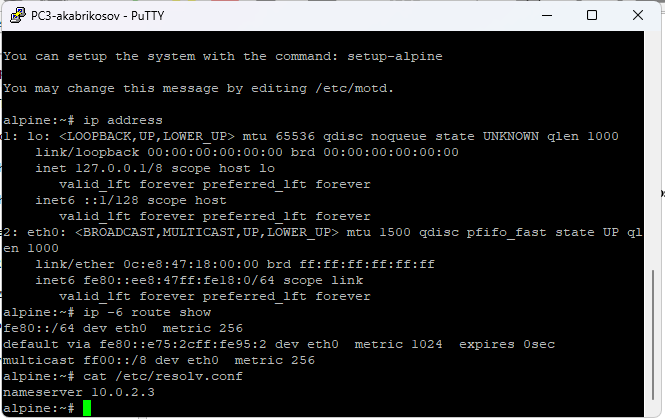 PC3-akabrikosov - PuTTY
You can setup the system with the command: setup-alpine
You may change this message by editing /etc/motd.
alpine:~# ip address
1: lo: <LOOPBACK,UP,LOWER_UP> mtu 65536 qdisc noqueue state UNKNOWN qlen 1000
    link/loopback 00:00:00:00:00:00 brd 00:00:00:00:00:00
    inet 127.0.0.1/8 scope host lo
       valid_lft forever preferred_lft forever
    inet6 ::1/128 scope host
       valid_lft forever preferred_lft forever
2: eth0: <BROADCAST,MULTICAST,UP,LOWER_UP> mtu 1500 qdisc pfifo_fast state UP ql
en 1000
    link/ether 0c:e8:47:18:00:00 brd ff:ff:ff:ff:ff:ff
    inet6 fe80::ee8:47ff:fe18:0/64 scope link
       valid_lft forever preferred_lft forever
alpine:~# ip -6 route show
fe80::/64 dev eth0  metric 256
default via fe80::e75:2cff:fe95:2 dev eth0  metric 1024  expires 0sec
multicast ff00::/8 dev eth0  metric 256
alpine:~# cat /etc/resolv.conf
nameserver 10.0.2.3
alpine:~#